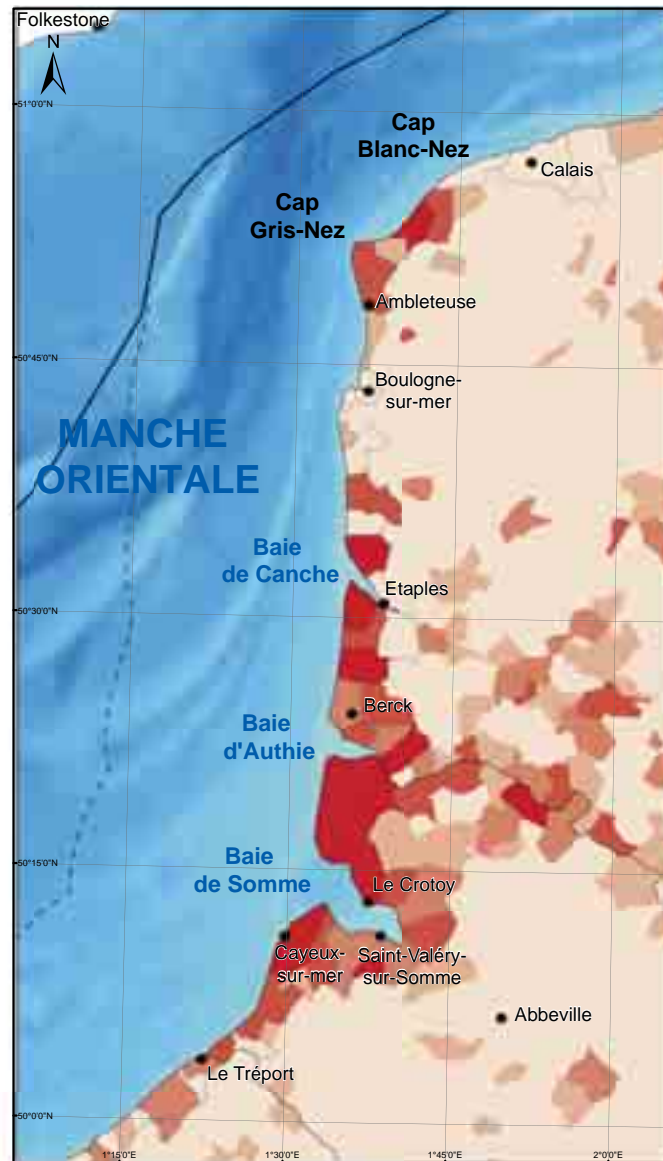 Folkestone
N
51°0'0"N
Cap
Blanc-Nez
Calais
Cap
Gris-Nez
Ambleteuse
50°45'0"N
Boulogne-
sur-mer
MANCHE
ORIENTALE
Baie
de Canche
Etaples
50°30'0"N
Berck
Baie
d'Authie
50°15'0"N
Baie
de Somme
Le Crotoy
Cayeux-
sur-mer
Saint-Valéry-
sur-Somme
Abbeville
Le Tréport
50°0'0"N
1°15'0"E
1°30'0"E
1°45'0"E
2°0'0"E